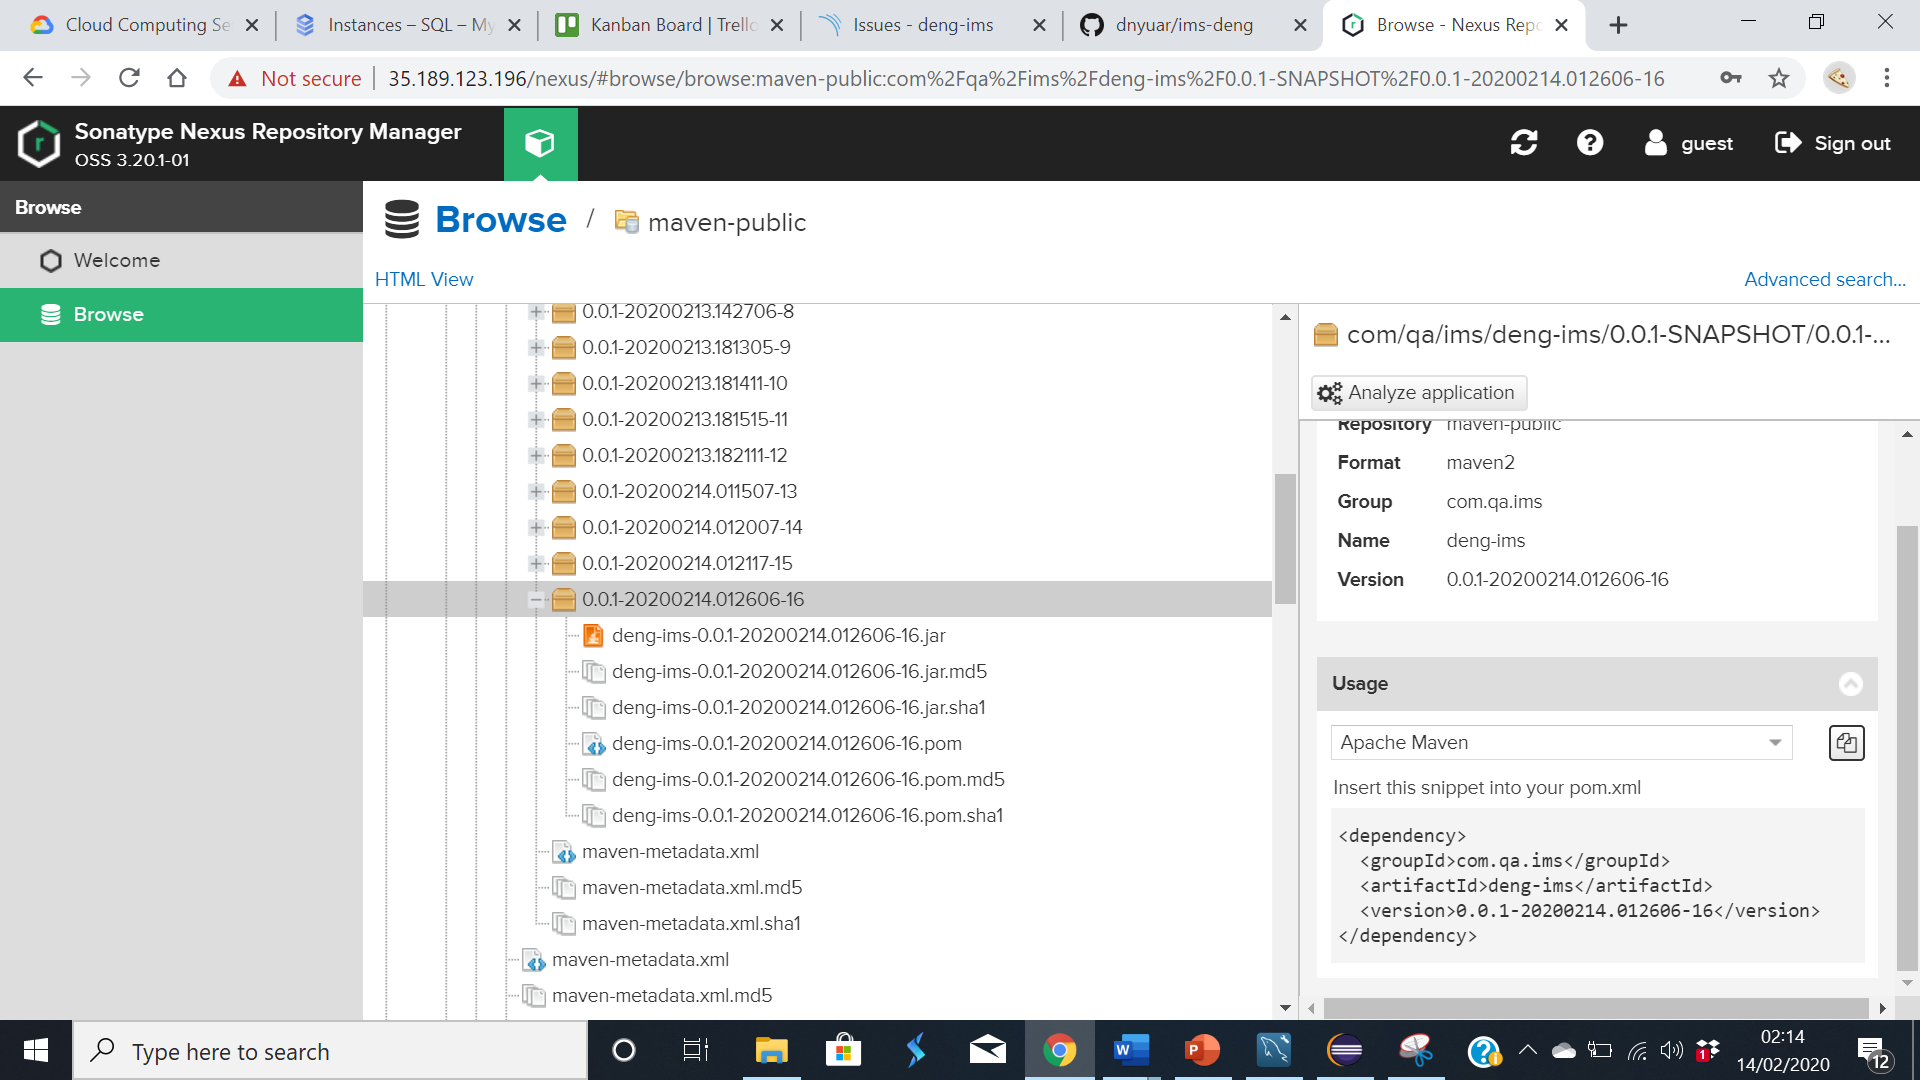 Cloud Computing Se
Instances – SQL – My
Kanban Board | Trello
Issues - deng-ims
dnyuar/ims-deng
Browse - Nexus Repo
Not secure
35.189.123.196/nexus/#browse/browse:maven-public:com%2Fqa%2Fims%2Fdeng-ims%2F0.0.1-SNAPSHOT%2F0.0.1-20200214.012606-16
Sonatype Nexus Repository Manager
OSS 3.20.1-01
guest
Sign out
Browse
Welcome
Browse
Browse / maven-public
HTML View
Advanced search...
0.0.1-20200213.142706-8
0.0.1-20200213.181305-9
0.0.1-20200213.181411-10
0.0.1-20200213.181515-11
0.0.1-20200213.182111-12
0.0.1-20200214.011507-13
0.0.1-20200214.012007-14
0.0.1-20200214.012117-15
0.0.1-20200214.012606-16
deng-ims-0.0.1-20200214.012606-16.jar
deng-ims-0.0.1-20200214.012606-16.jar.md5
deng-ims-0.0.1-20200214.012606-16.jar.sha1
deng-ims-0.0.1-20200214.012606-16.pom
deng-ims-0.0.1-20200214.012606-16.pom.md5
deng-ims-0.0.1-20200214.012606-16.pom.sha1
maven-metadata.xml
maven-metadata.xml.md5
maven-metadata.xml.sha1
maven-metadata.xml
maven-metadata.xml.md5
com/qa/ims/deng-ims/0.0.1-SNAPSHOT/0.0.1-...
Analyze application
Repository maven-public
Format maven2
Group com.qa.ims
Name deng-ims
Version 0.0.1-20200214.012606-16
Usage
Apache Maven
Insert this snippet into your pom.xml
<dependency>
<groupId>com.qa.ims</groupId>
<artifactId>deng-ims</artifactId>
<version>0.0.1-20200214.012606-16</version>
</dependency>
Type here to search
02:14
14/02/2020
12